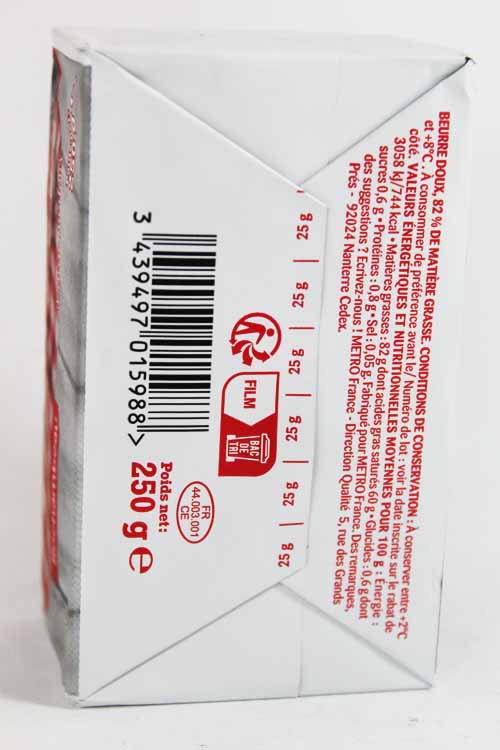 BEURRE DOUX, 82 % DE MATIÈRE GRASSE. CONDITIONS DE CONSERVATION : À conserver entre +2°C
et +8°C . À consommer de préférence avant le/ Numéro de lot : voir la date inscrite sur le rabat de
côté. VALEURS ÉNERGÉTIQUES ET NUTRITIONNELLES MOYENNES POUR 100 g : Énergie :
3058 kJ/744 kcal • Matières grasses : 82 g dont acides gras saturés 60 g • Glucides : 0,6 g dont
sucres 0,6 g • Protéines : 0,8 g • Sel : 0,05 g. Fabriqué pour METRO France. Des remarques,
des suggestions ? Ecrivez-nous ! METRO France - Direction Qualité 5, rue des Grands
Prés - 92024 Nanterre Cedex.
25 g
25 g
25 g
25 g
25 g
25 g
FILM
BAC
DE
TRI
3 439497 015988 >
FR
44.003.001
CE
Poids net :
250 g e